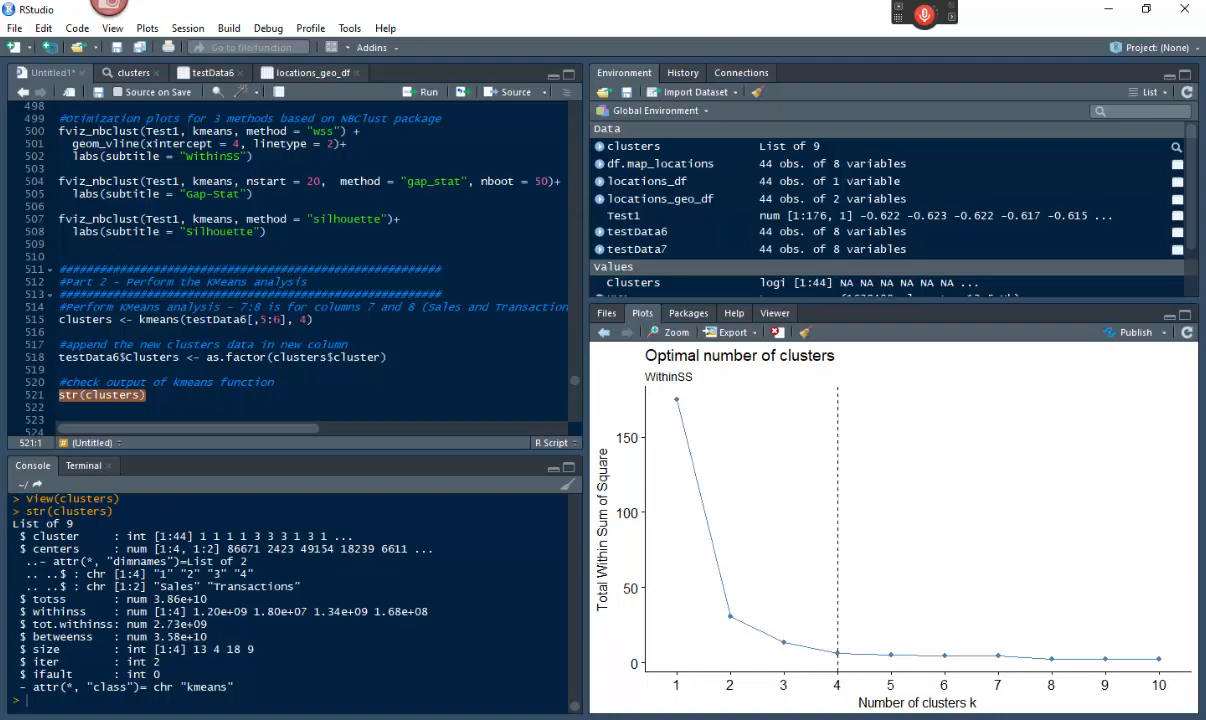 RStudio
File Edit Code View Plots Session Build Debug Profile Tools Help
Go to file/function Addins Project: (None)
Untitled1* clusters testData6 locations_geo_df
Source on Save Run Source
498
499 #Otimization plots for 3 methods based on NBClust package
500 fviz_nbclust(Test1, kmeans, method = "wss") +
501 geom_vline(xintercept = 4, linetype = 2)+
502 labs(subtitle = "WithinSS")
503
504 fviz_nbclust(Test1, kmeans, nstart = 20, method = "gap_stat", nboot = 50)+
505 labs(subtitle = "Gap-Stat")
506
507 fviz_nbclust(Test1, kmeans, method = "silhouette")+
508 labs(subtitle = "Silhouette")
509
510
511 ##########################################################
512 #Part 2 - Perform the KMeans analysis
513 ##########################################################
514 #Perform KMeans analysis - 7:8 is for columns 7 and 8 (Sales and Transaction
515 clusters <- kmeans(testData6[,5:6], 4)
516
517 #append the new clusters data in new column
518 testData6$Clusters <- as.factor(clusters$cluster)
519
520 #check output of kmeans function
521 str(clusters)
522
523
524
521:1 # (Untitled) R Script
Console Terminal
~/
> View(clusters)
> str(clusters)
List of 9
$ cluster : int [1:44] 1 1 1 1 3 3 3 1 3 1 ...
$ centers : num [1:4, 1:2] 86671 2423 49154 18239 6611 ...
..- attr(*, "dimnames")=List of 2
.. ..$ : chr [1:4] "1" "2" "3" "4"
.. ..$ : chr [1:2] "Sales" "Transactions"
$ totss : num 3.86e+10
$ withinss : num [1:4] 1.20e+09 1.80e+07 1.34e+09 1.68e+08
$ tot.withinss: num 2.73e+09
$ betweenss : num 3.58e+10
$ size : int [1:4] 13 4 18 9
$ iter : int 2
$ ifault : int 0
- attr(*, "class")= chr "kmeans"
>
Environment History Connections
Import Dataset List
Global Environment
Data
clusters List of 9
df.map_locations 44 obs. of 8 variables
locations_df 44 obs. of 1 variable
locations_geo_df 44 obs. of 2 variables
Test1 num [1:176, 1] -0.622 -0.623 -0.622 -0.617 -0.615 ...
testData6 44 obs. of 8 variables
testData7 44 obs. of 8 variables
values
Clusters logi [1:44] NA NA NA NA NA NA ...
Files Plots Packages Help Viewer
Zoom Export Publish
Optimal number of clusters
WithinSS
Total Within Sum of Square
150
100
50
0
1 2 3 4 5 6 7 8 9 10
Number of clusters k